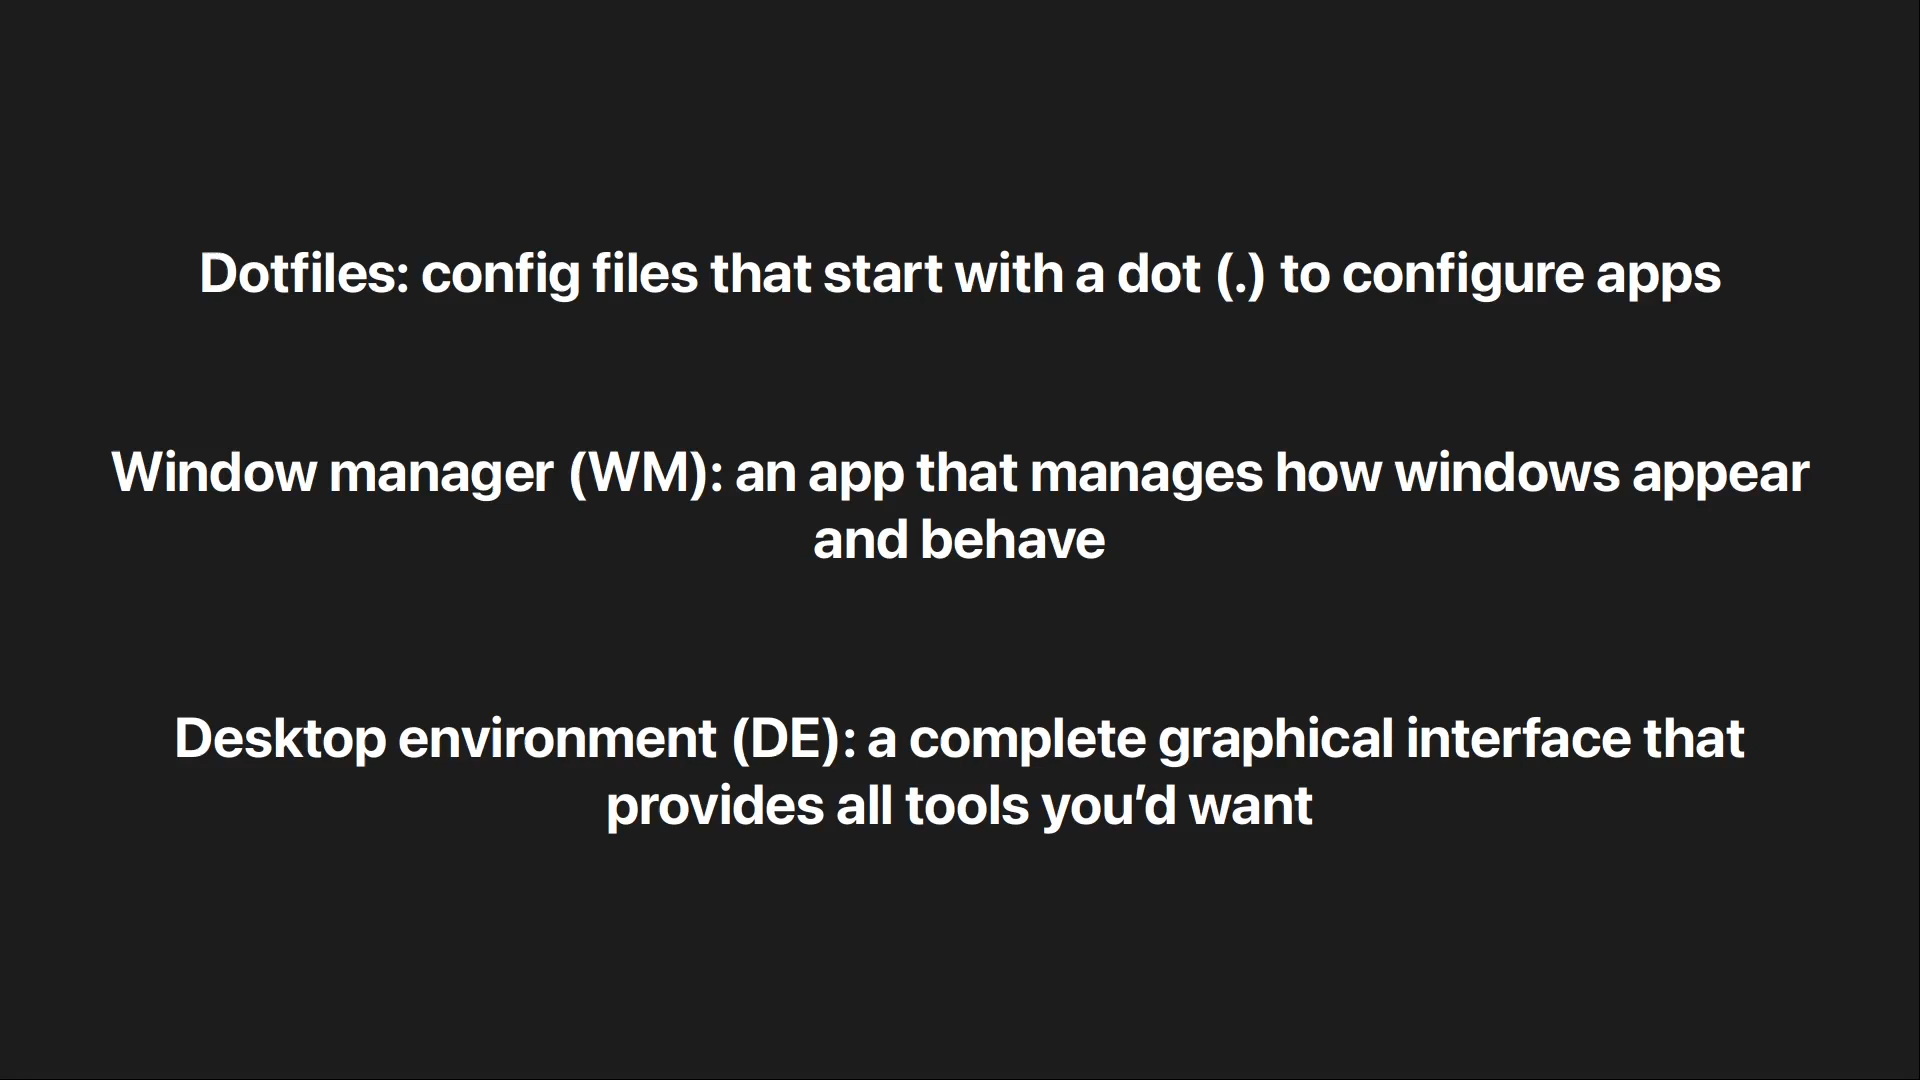 Dotfiles: config files that start with a dot (.) to configure apps
Window manager (WM): an app that manages how windows appear
and behave
Desktop environment (DE): a complete graphical interface that
provides all tools you’d want